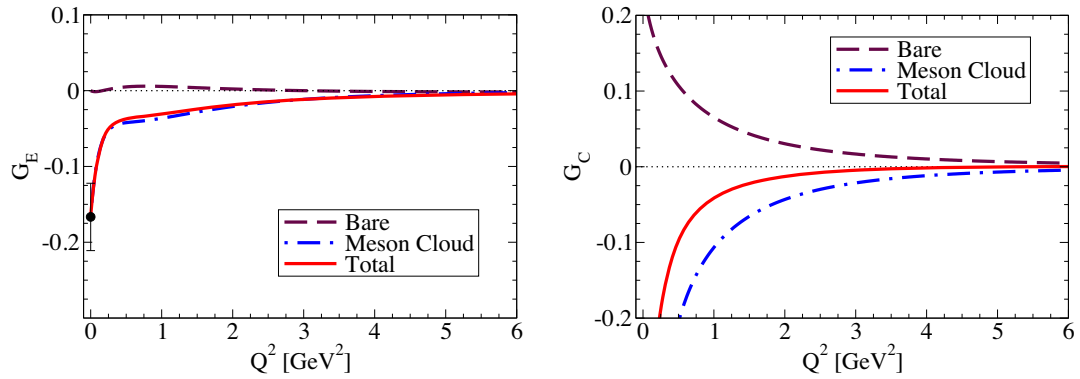 0.1
0
-0.1
-0.2
G_E
Bare
Meson Cloud
Total
0 1 2 3 4 5 6
Q^2 [GeV^2]
0.2
0.1
0
-0.1
-0.2
G_C
Bare
Meson Cloud
Total
0 1 2 3 4 5 6
Q^2 [GeV^2]